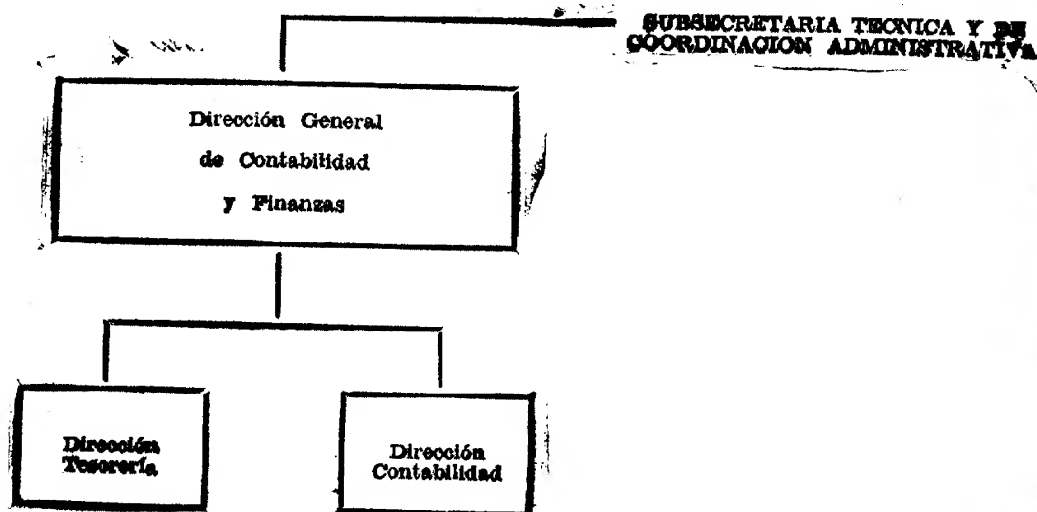 SUBSECRETARIA TECNICA Y DE
COORDINACION ADMINISTRATIVA
Dirección General
de Contabilidad
y Finanzas
Dirección
Tesorería
Dirección
Contabilidad